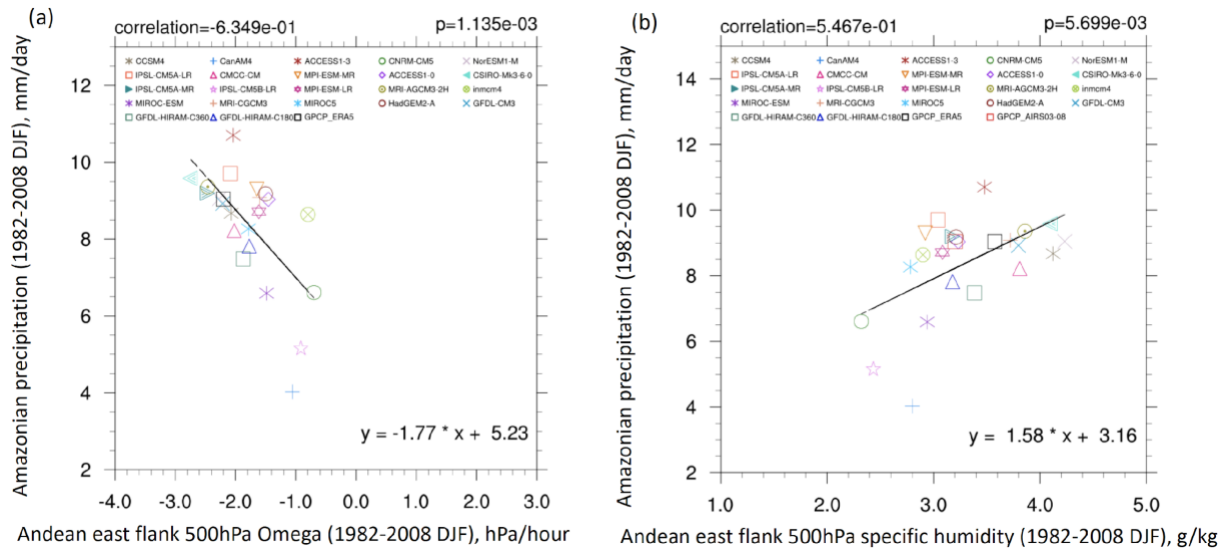 (a)
correlation=-6.349e-01 p=1.135e-03
CCSM4 CanAM4 ACCESS1-3 CNRM-CM5 NorESM1-M
IPSL-CM5A-LR CMCC-CM MPI-ESM-MR ACCESS1-0 CSIRO-Mk3-6-0
IPSL-CM5A-MR IPSL-CM5B-LR MPI-ESM-LR MRI-AGCM3-2H inmcm4
MIROC-ESM MRI-CGCM3 MIROC5 HadGEM2-A GFDL-CM3
GFDL-HIRAM-C360 GFDL-HIRAM-C180 GPCP_ERA5
Amazonian precipitation (1982-2008 DJF), mm/day
12
10
8
6
4
2
y = -1.77 * x + 5.23
-4.0 -3.0 -2.0 -1.0 0.0 1.0 2.0 3.0
Andean east flank 500hPa Omega (1982-2008 DJF), hPa/hour
(b)
correlation=5.467e-01 p=5.699e-03
CCSM4 CanAM4 ACCESS1-3 CNRM-CM5 NorESM1-M
IPSL-CM5A-LR CMCC-CM MPI-ESM-MR ACCESS1-0 CSIRO-Mk3-6-0
IPSL-CM5A-MR IPSL-CM5B-LR MPI-ESM-LR MRI-AGCM3-2H inmcm4
MIROC-ESM MRI-CGCM3 MIROC5 HadGEM2-A GFDL-CM3
GFDL-HIRAM-C360 GFDL-HIRAM-C180 GPCP_ERA5 GPCP_AIRS03-08
Amazonian precipitation (1982-2008 DJF), mm/day
14
12
10
8
6
4
2
y = 1.58 * x + 3.16
1.0 2.0 3.0 4.0 5.0
Andean east flank 500hPa specific humidity (1982-2008 DJF), g/kg